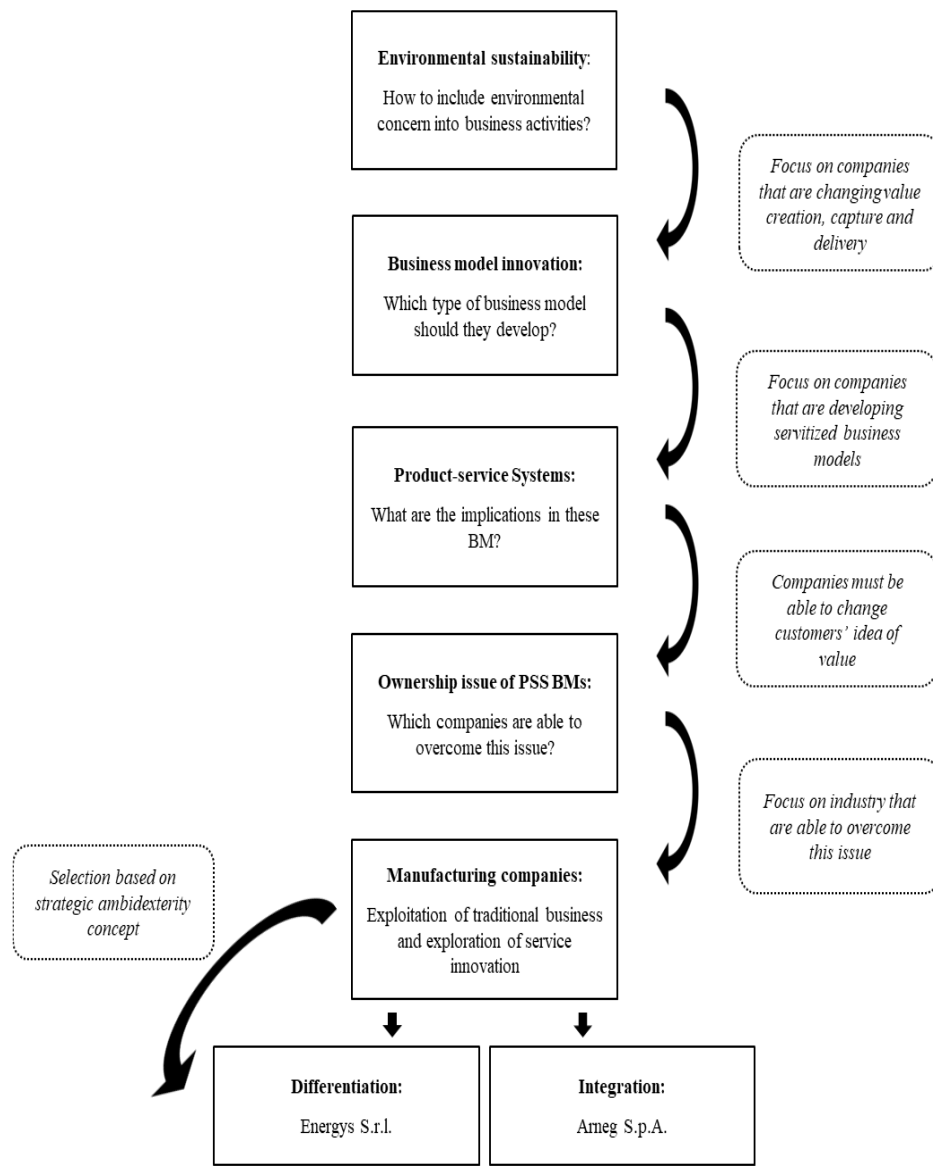 Environmental sustainability:
How to include environmental
concern into business activities?
Focus on companies
that are changing value
creation, capture and
delivery
Business model innovation:
Which type of business model
should they develop?
Focus on companies
that are developing
servitized business
models
Product-service Systems:
What are the implications in these
BM?
Companies must be
able to change
customers’ idea of
value
Ownership issue of PSS BMs:
Which companies are able to
overcome this issue?
Focus on industry that
are able to overcome
this issue
Manufacturing companies:
Exploitation of traditional business
and exploration of service
innovation
Selection based on
strategic ambidexterity
concept
Differentiation:
Energys S.r.l.
Integration:
Arneg S.p.A.